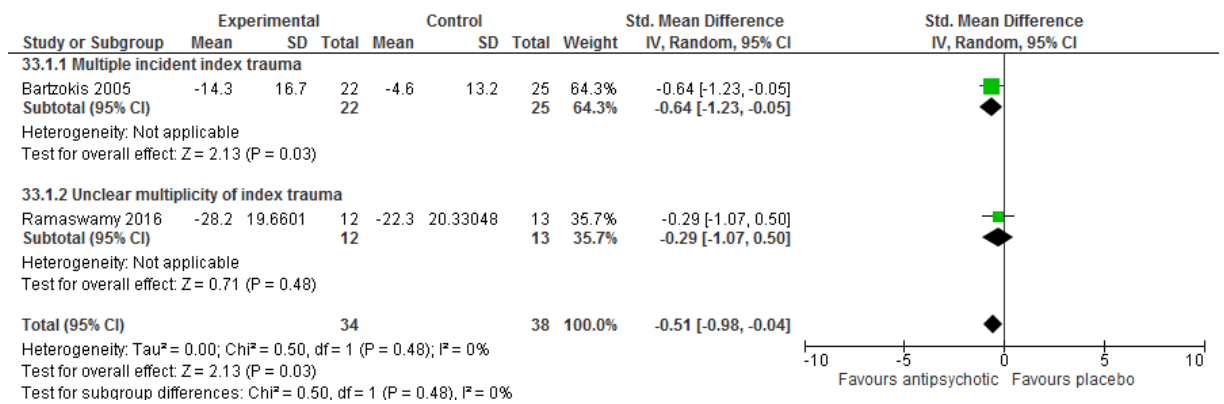 Experimental Control Std. Mean Difference Std. Mean Difference
Study or Subgroup Mean SD Total Mean SD Total Weight IV, Random, 95% CI IV, Random, 95% CI
33.1.1 Multiple incident index trauma
Bartzokis 2005 -14.3 16.7 22 -4.6 13.2 25 64.3% -0.64 [-1.23, -0.05]
Subtotal (95% CI) 22 25 64.3% -0.64 [-1.23, -0.05]
Heterogeneity: Not applicable
Test for overall effect: Z = 2.13 (P = 0.03)
33.1.2 Unclear multiplicity of index trauma
Ramaswamy 2016 -28.2 19.6601 12 -22.3 20.33048 13 35.7% -0.29 [-1.07, 0.50]
Subtotal (95% CI) 12 13 35.7% -0.29 [-1.07, 0.50]
Heterogeneity: Not applicable
Test for overall effect: Z = 0.71 (P = 0.48)
Total (95% CI) 34 38 100.0% -0.51 [-0.98, -0.04]
Heterogeneity: Tau² = 0.00; Chi² = 0.50, df = 1 (P = 0.48); I² = 0%
Test for overall effect: Z = 2.13 (P = 0.03)
Test for subgroup differences: Chi² = 0.50, df = 1 (P = 0.48), I² = 0%
-10 -5 0 5 10
Favours antipsychotic Favours placebo